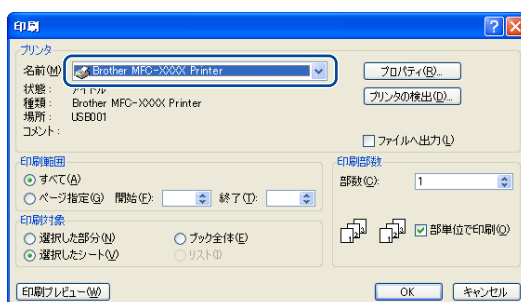 印刷
プリンタ
名前(M): Brother MFC-XXXX Printer
プロパティ(R)...
状態: アイドル
種類: Brother MFC-XXXX Printer
プリンタの検出(D)...
場所: USB001
コメント:
ファイルへ出力(L)
印刷範囲
すべて(A)
ページ指定(G) 開始(F): 終了(T):
印刷部数
部数(C): 1
部単位で印刷(O)
印刷対象
選択した部分(N) ブック全体(E)
選択したシート(V) リスト(I)
印刷プレビュー(W)
OK キャンセル